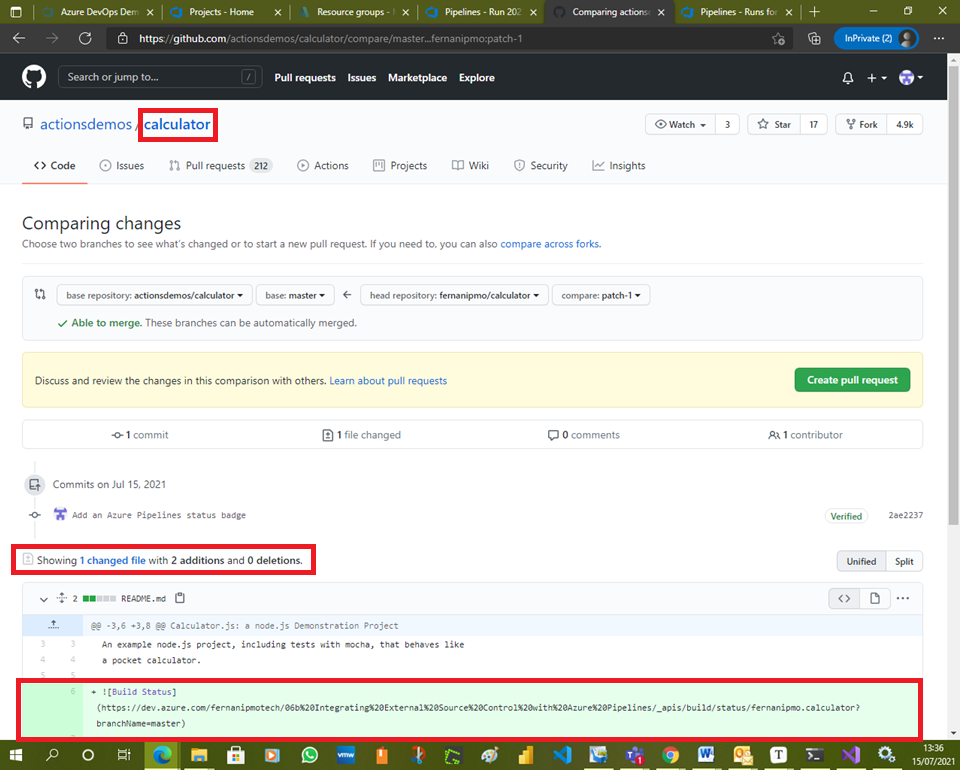 Azure DevOps Dem
Projects - Home
Resource groups -
Pipelines - Run 202
Comparing actions
Pipelines - Runs for
https://github.com/actionsdemos/calculator/compare/master...fernanipmo:patch-1
InPrivate (2)
Search or jump to...
/
Pull requests
Issues
Marketplace
Explore
actionsdemos / calculator
Watch
3
Star
17
Fork
4.9k
Code
Issues
Pull requests 212
Actions
Projects
Wiki
Security
Insights
Comparing changes
Choose two branches to see what's changed or to start a new pull request. If you need to, you can also compare across forks.
base repository: actionsdemos/calculator
base: master
head repository: fernanipmo/calculator
compare: patch-1
Able to merge. These branches can be automatically merged.
Discuss and review the changes in this comparison with others. Learn about pull requests
Create pull request
1 commit
1 file changed
0 comments
1 contributor
Commits on Jul 15, 2021
Add an Azure Pipelines status badge
Verified
2ae2237
Showing 1 changed file with 2 additions and 0 deletions.
Unified
Split
2 README.md
@@ -3,6 +3,8 @@ Calculator.js: a node.js Demonstration Project
3 3 An example node.js project, including tests with mocha, that behaves like
4 4 a pocket calculator.
5 5
6 + ![Build Status]
(https://dev.azure.com/fernanipmotech/06b%20Integrating%20External%20Source%20Control%20with%20Azure%20Pipelines/_apis/build/status/fernanipmo.calculator?
branchName=master)
vmw
1
W
T
13:36
15/07/2021